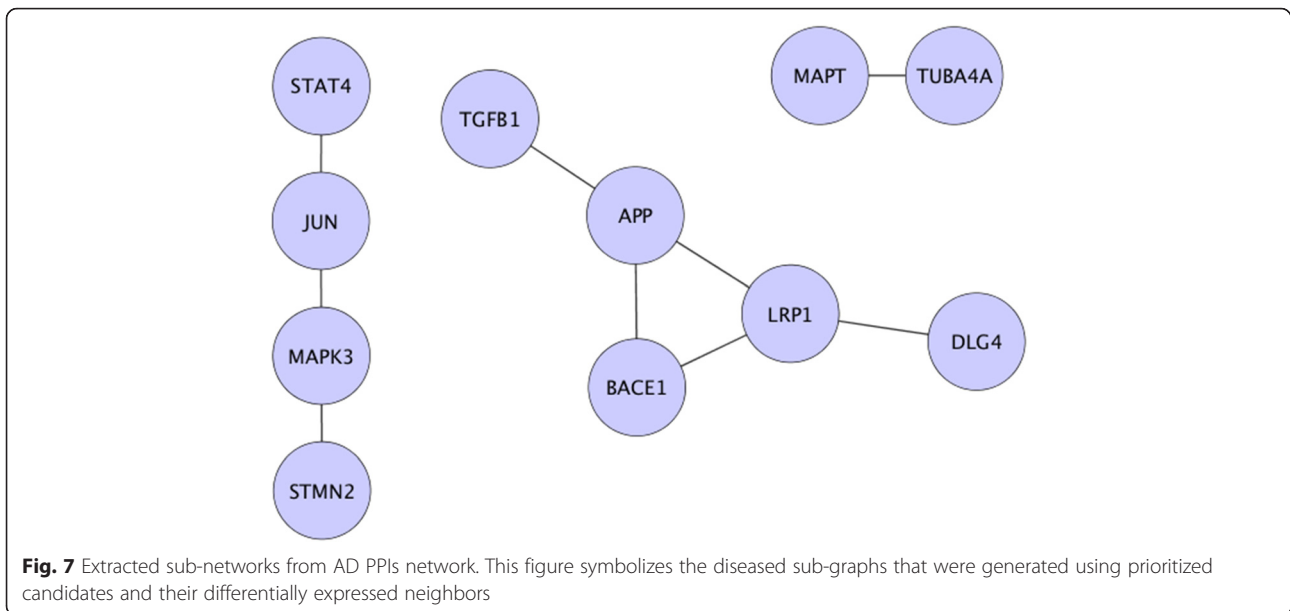 STAT4
MAPT
TUBA4A
TGFB1
JUN
APP
LRP1
MAPK3
DLG4
BACE1
STMN2
Fig. 7 Extracted sub-networks from AD PPIs network. This figure symbolizes the diseased sub-graphs that were generated using prioritized
candidates and their differentially expressed neighbors